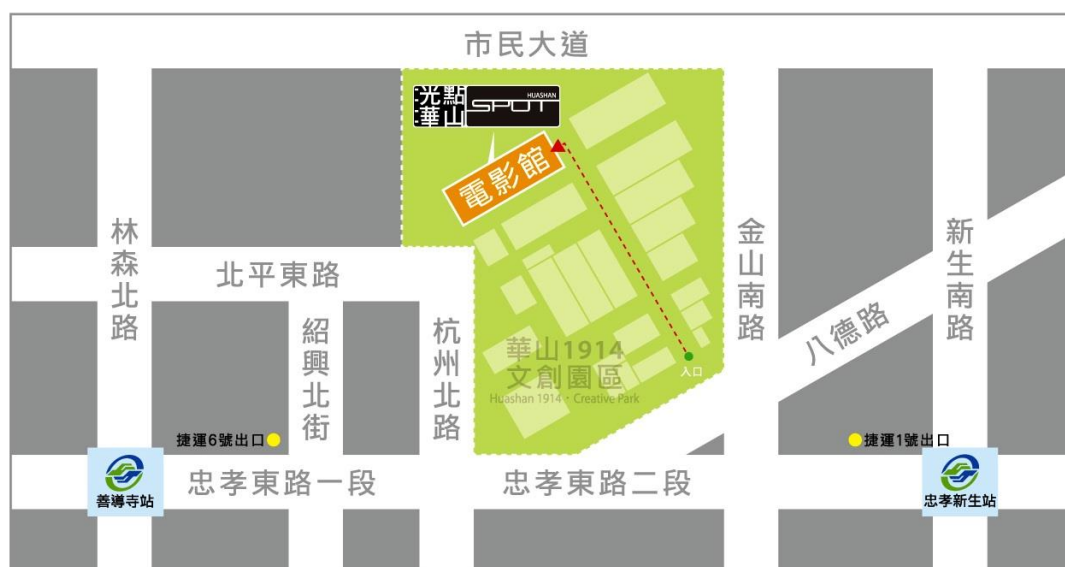 市民大道
光點
華山
HUASHAN
SPOT
電影館
林森北路
北平東路
紹興北街
杭州北路
金山南路
新生南路
八德路
華山1914
文創園區
Huashan 1914・Creative Park
入口
捷運6號出口
捷運1號出口
善導寺站
忠孝東路一段
忠孝東路二段
忠孝新生站